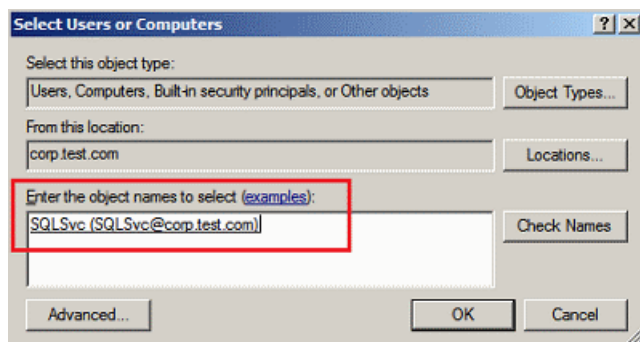 Select Users or Computers
Select this object type:
Users, Computers, Built-in security principals, or Other objects
Object Types...
From this location:
corp.test.com
Locations...
Enter the object names to select (examples):
SQLSvc (SQLSvc@corp.test.com)
Check Names
Advanced...
OK
Cancel